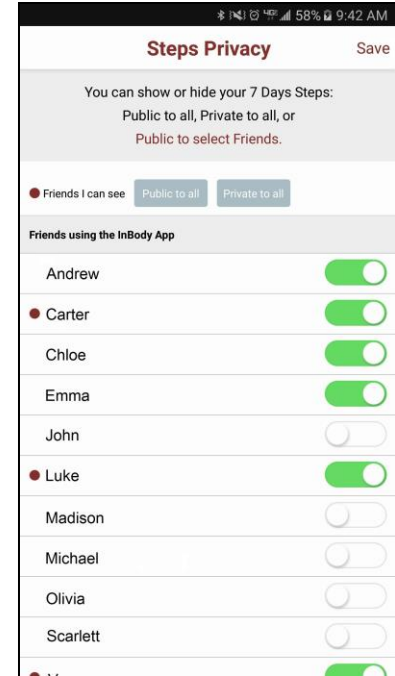 58% 9:42 AM
Steps Privacy Save
You can show or hide your 7 Days Steps:
Public to all, Private to all, or
Public to select Friends.
Friends I can see Public to all Private to all
Friends using the InBody App
Andrew
Carter
Chloe
Emma
John
Luke
Madison
Michael
Olivia
Scarlett